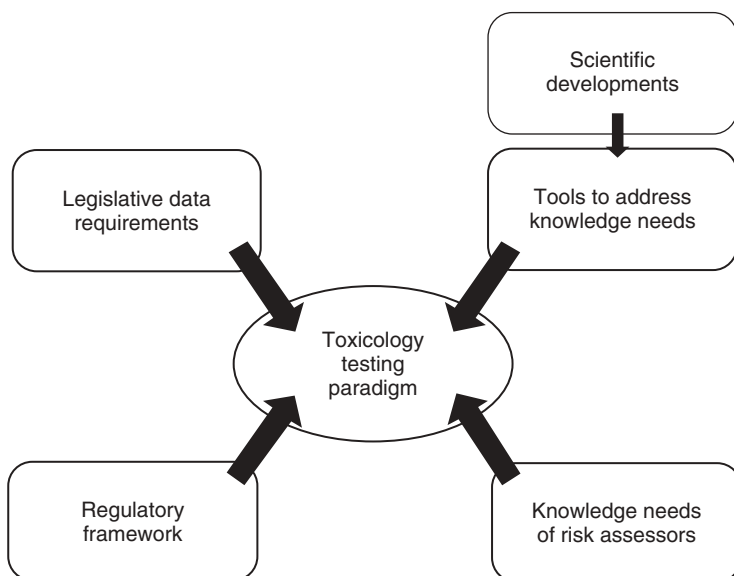 Scientific
developments
Legislative data
requirements
Tools to address
knowledge needs
Toxicology
testing
paradigm
Regulatory
framework
Knowledge needs
of risk assessors